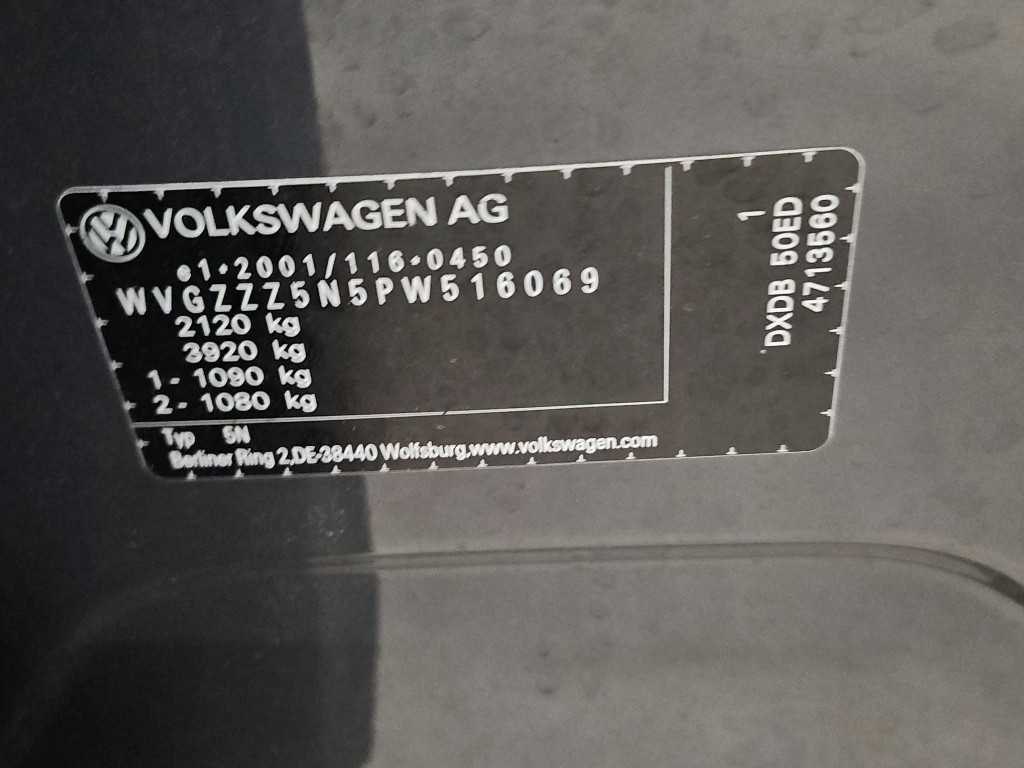 VOLKSWAGEN AG
e1*2001/116*0450
WVGZZZ5N5PW516069
2120 kg
3920 kg
1- 1090 kg
2- 1080 kg
Typ 5N
Berliner Ring 2,DE-38440 Wolfsburg,www.volkswagen.com
1
DXDB 50ED
4713560